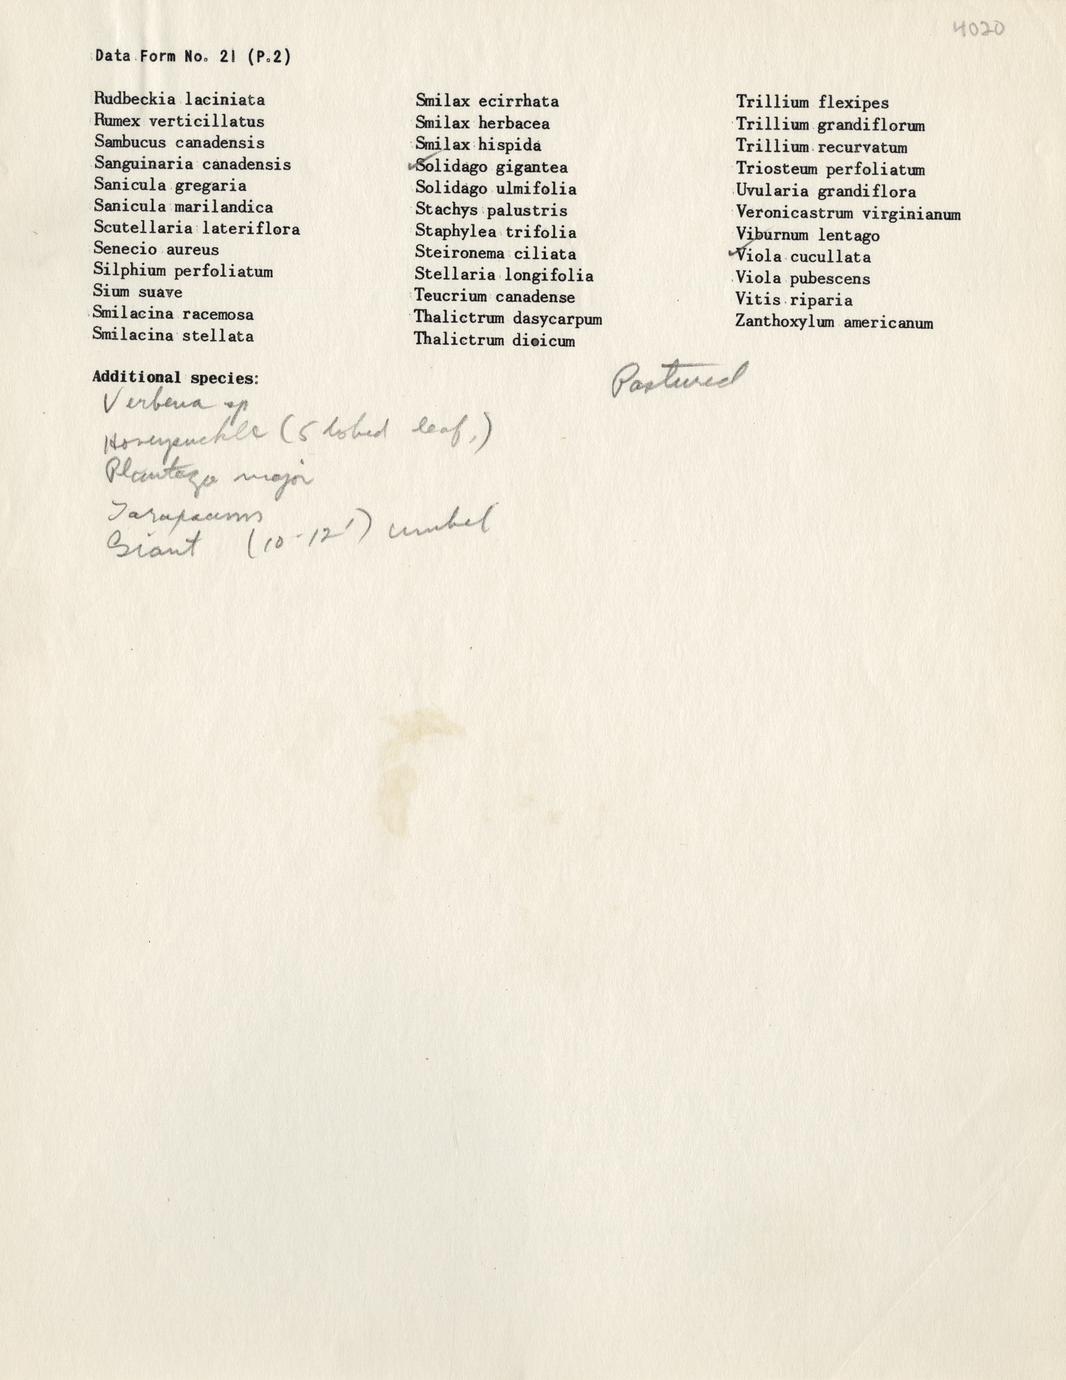 4020
Data Form No. 21 (P.2)
Rudbeckia laciniata
Rumex verticillatus
Sambucus canadensis
Sanguinaria canadensis
Sanicula gregaria
Sanicula marilandica
Scutellaria lateriflora
Senecio aureus
Silphium perfoliatum
Sium suave
Smilacina racemosa
Smilacina stellata
Smilax ecirrhata
Smilax herbacea
Smilax hispida
✓Solidago gigantea
Solidago ulmifolia
Stachys palustris
Staphylea trifolia
Steironema ciliata
Stellaria longifolia
Teucrium canadense
Thalictrum dasycarpum
Thalictrum dioicum
Trillium flexipes
Trillium grandiflorum
Trillium recurvatum
Triosteum perfoliatum
Uvularia grandiflora
Veronicastrum virginianum
Viburnum lentago
✓Viola cucullata
Viola pubescens
Vitis riparia
Zanthoxylum americanum
Additional species:
Pastured
Verbena sp
Honeysuckle (5 lobed leaf,)
Plantago major
Taraxacum
Giant (10-12') umbel